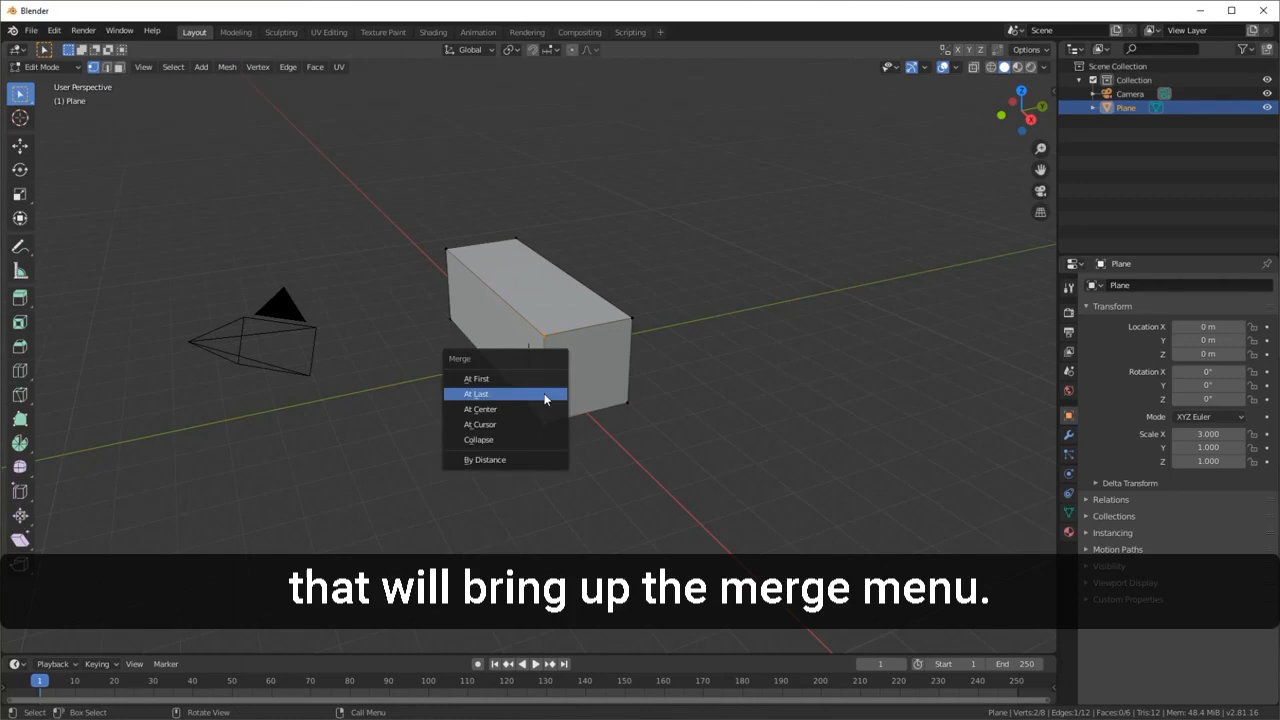 Blender
File Edit Render Window Help
Layout Modeling Sculpting UV Editing Texture Paint Shading Animation Rendering Compositing Scripting +
Scene
View Layer
Global
X Y Z
Options
Edit Mode
View Select Add Mesh Vertex Edge Face UV
User Perspective
(1) Plane
Z
Y
X
Scene Collection
Collection
Camera
Plane
Merge
At First
At Last
At Center
At Cursor
Collapse
By Distance
Plane
Plane
Transform
Location X 0 m
Y 0 m
Z 0 m
Rotation X 0°
Y 0°
Z 0°
Mode XYZ Euler
Scale X 3.000
Y 1.000
Z 1.000
Delta Transform
Relations
Collections
Instancing
Motion Paths
Visibility
Viewport Display
Custom Properties
that will bring up the merge menu.
Playback Keying View Marker
1
Start 1
End 250
1 10 20 30 40 50 60 70 80 90 100 110 120 130 140 150 160 170 180 190 200 210 220 230 240 250
Select Box Select Rotate View Call Menu
Plane | Verts:2/8 | Edges:1/12 | Faces:0/6 | Tris:12 | Mem: 48.4 MiB | v2.81.16